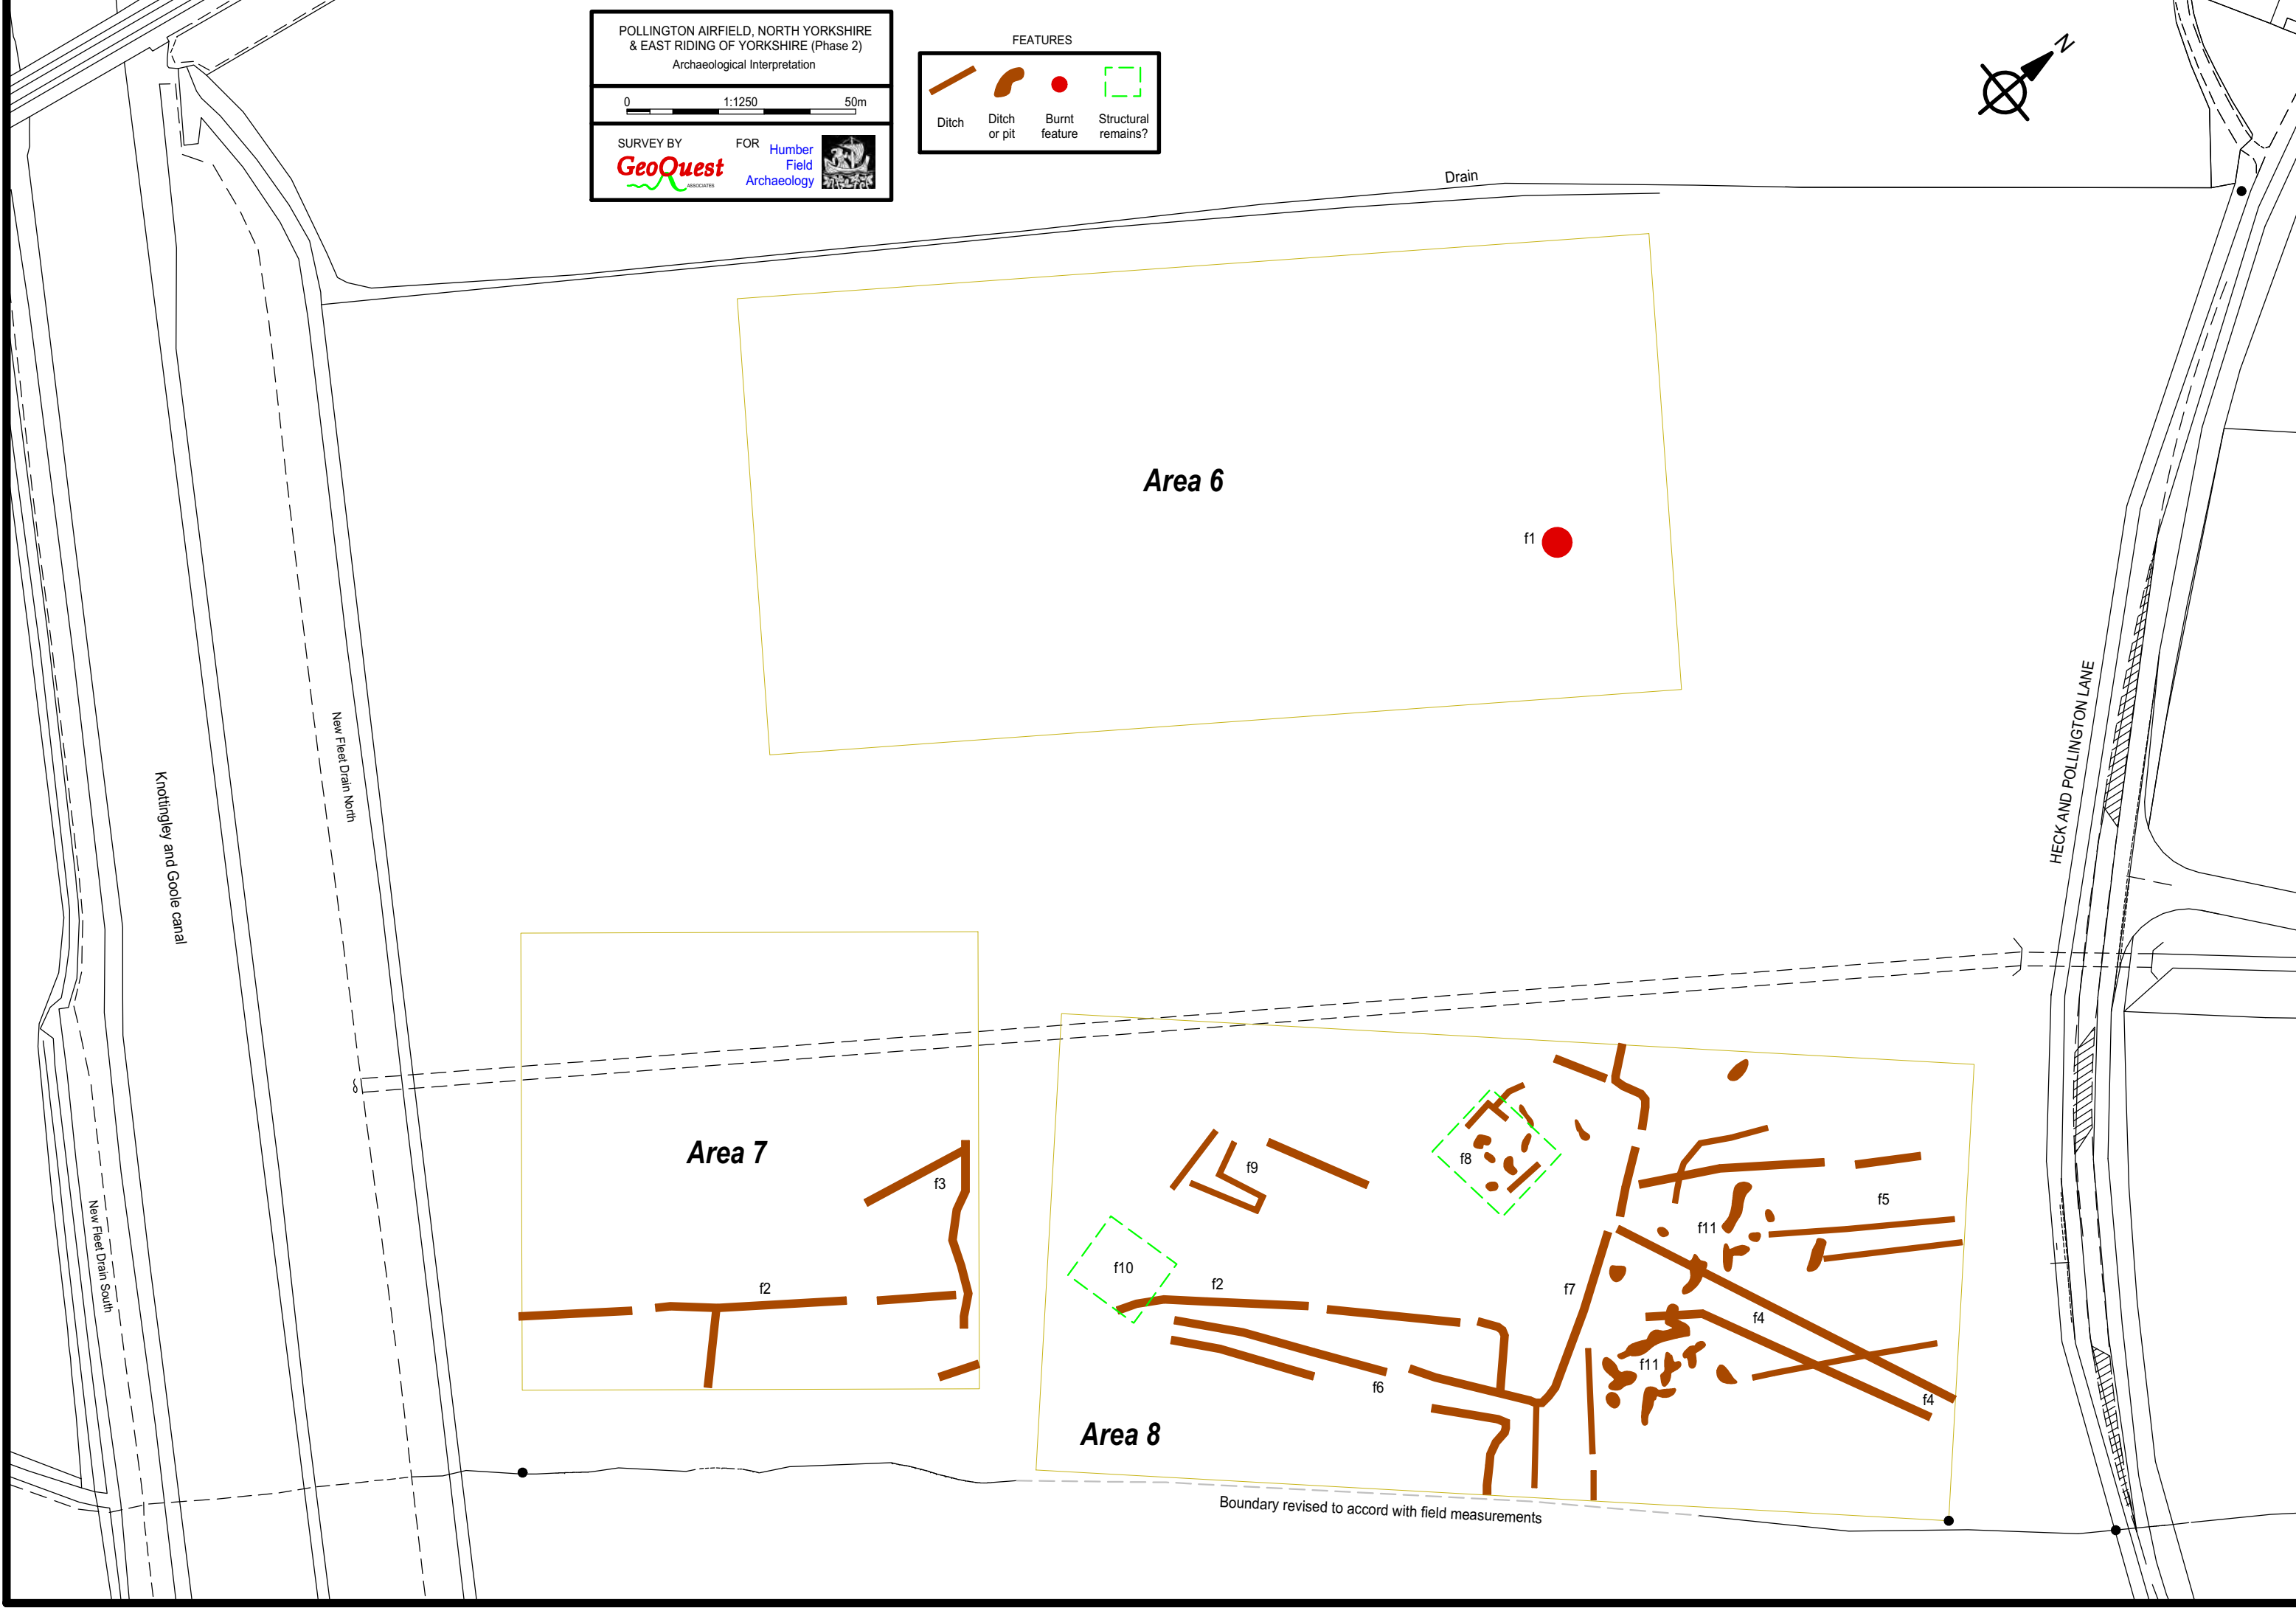 POLLINGTON AIRFIELD, NORTH YORKSHIRE
& EAST RIDING OF YORKSHIRE (Phase 2)
Archaeological Interpretation
0 1:1250 50m
SURVEY BY
GeoQuest
ASSOCIATES
FOR
Humber
Field
Archaeology
FEATURES
Ditch
Ditch
or pit
Burnt
feature
Structural
remains?
N
Drain
Area 6
f1
HECK AND POLLINGTON LANE
New Fleet Drain North
Knottingley and Goole canal
New Fleet Drain South
Area 7
f3
f2
f9
f8
f10
f2
f5
f11
f7
f4
f11
f6
f4
Area 8
Boundary revised to accord with field measurements